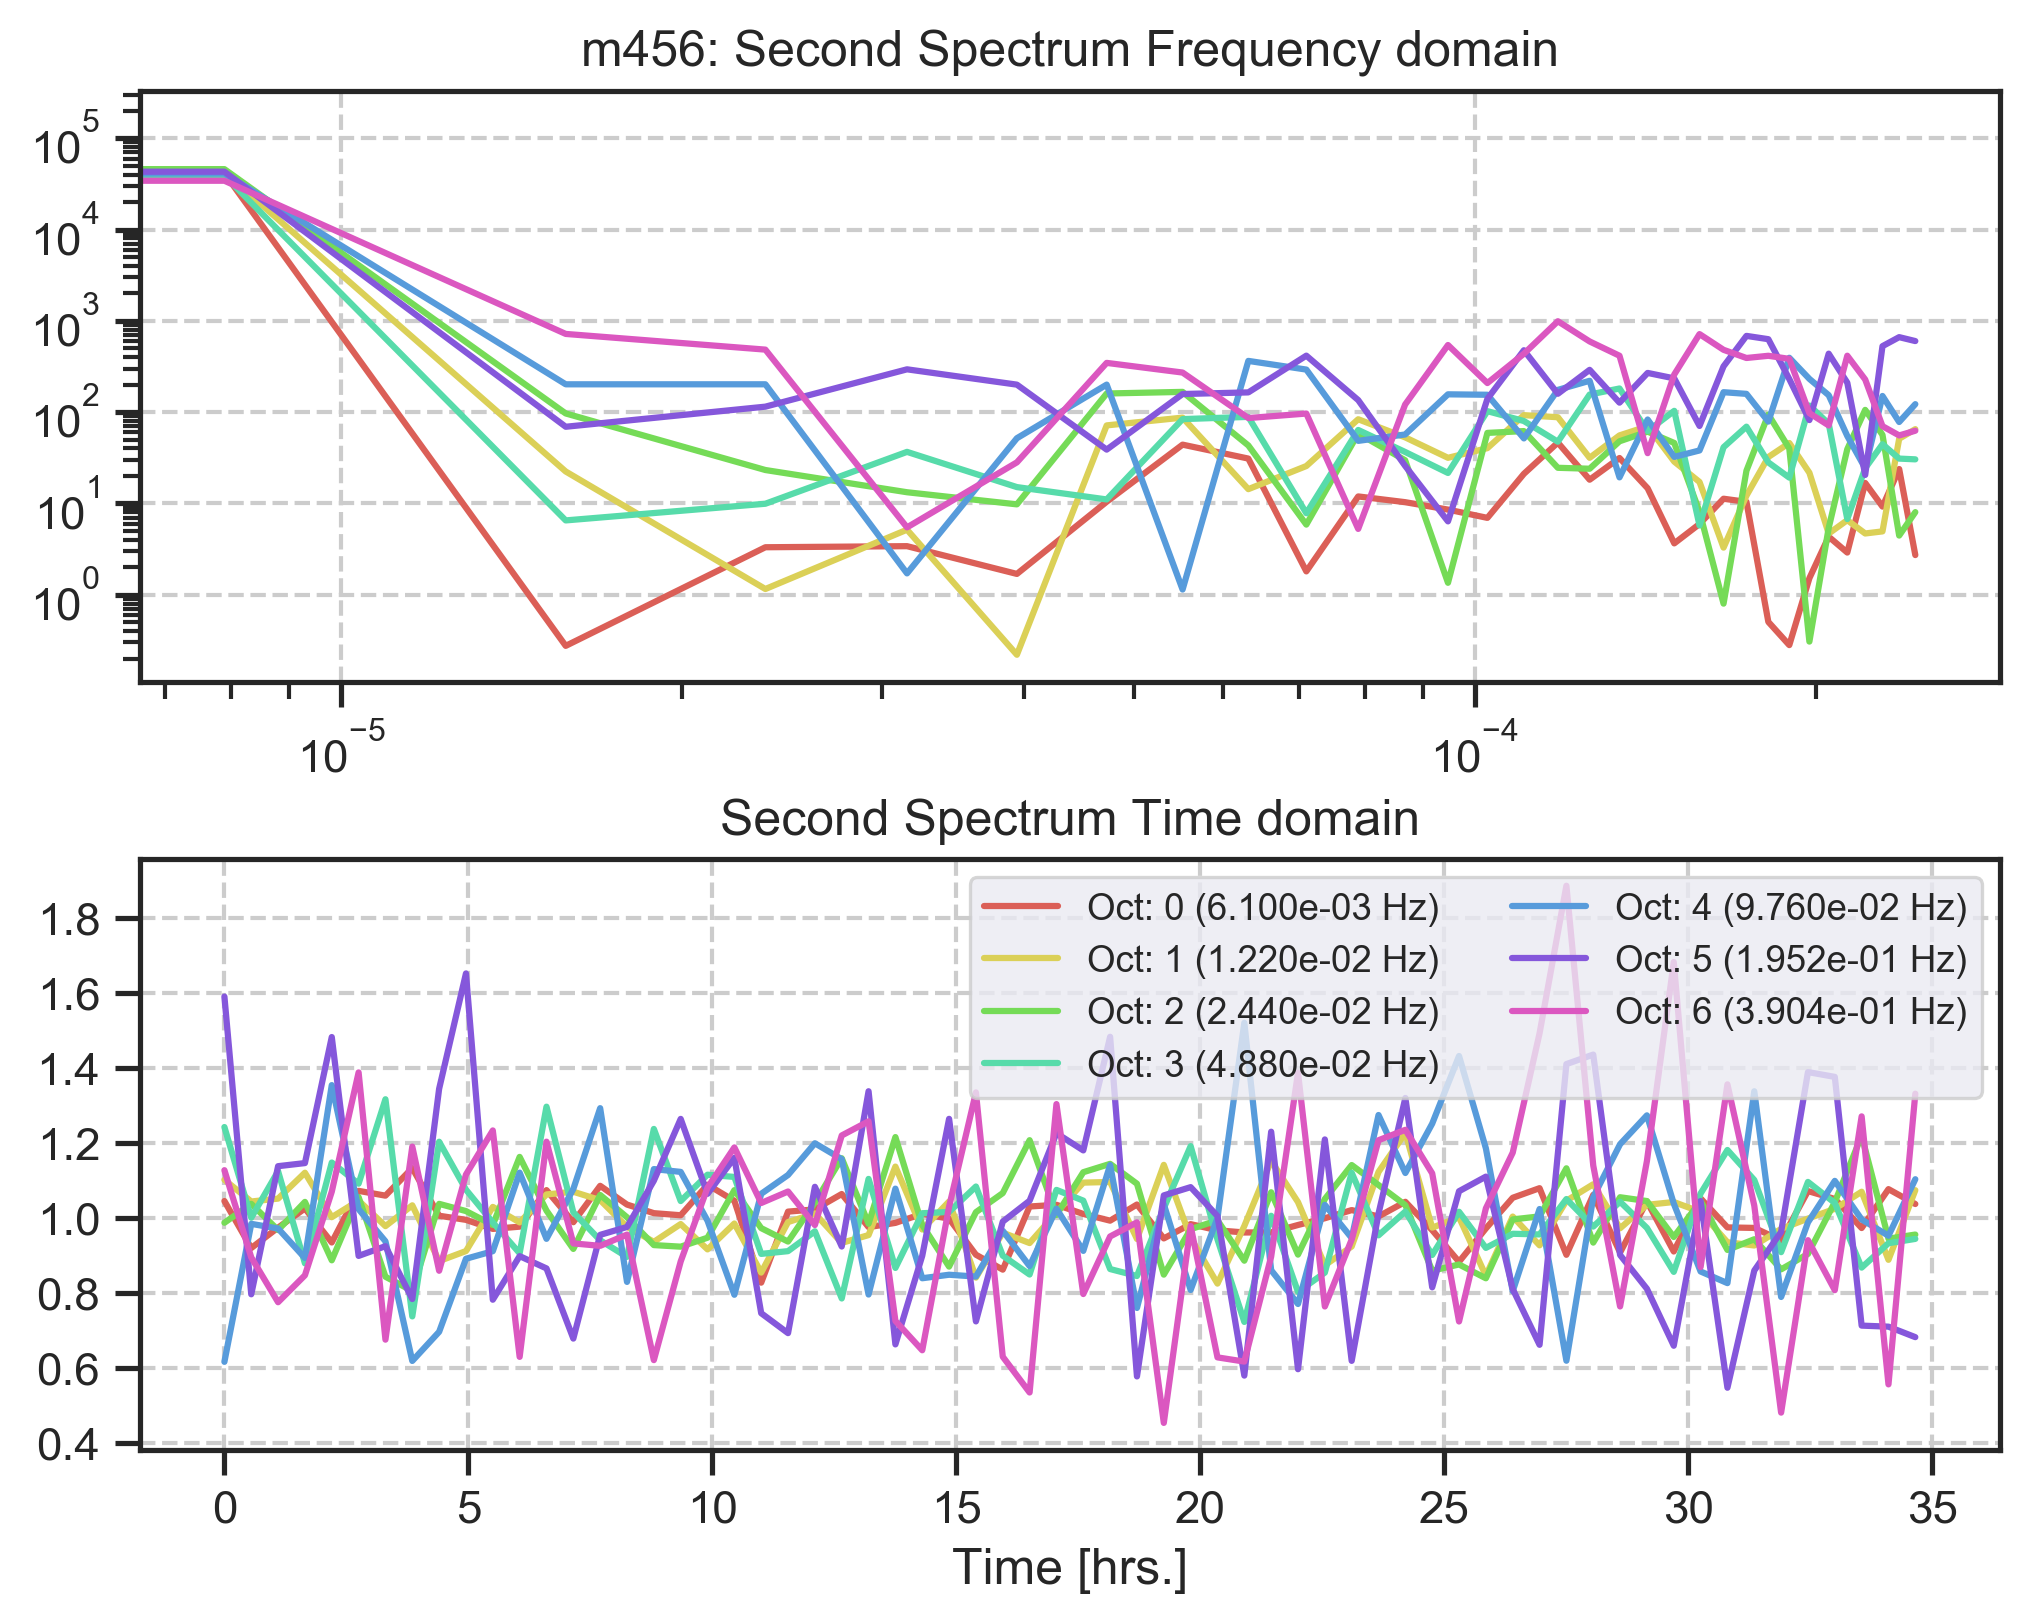 m456: Second Spectrum Frequency domain
10^5
10^4
10^3
10^2
10^1
10^0
10^−5 10^−4
Second Spectrum Time domain
Oct: 0 (6.100e-03 Hz) Oct: 4 (9.760e-02 Hz)
Oct: 1 (1.220e-02 Hz) Oct: 5 (1.952e-01 Hz)
Oct: 2 (2.440e-02 Hz) Oct: 6 (3.904e-01 Hz)
Oct: 3 (4.880e-02 Hz)
1.8
1.6
1.4
1.2
1.0
0.8
0.6
0.4
0 5 10 15 20 25 30 35
Time [hrs.]